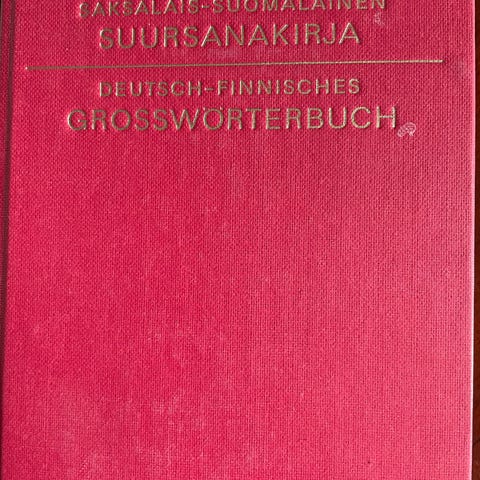 SAKSALAIS-SUOMALAINEN
SUURSANAKIRJA
DEUTSCH-FINNISCHES
GROSSWÖRTERBUCH